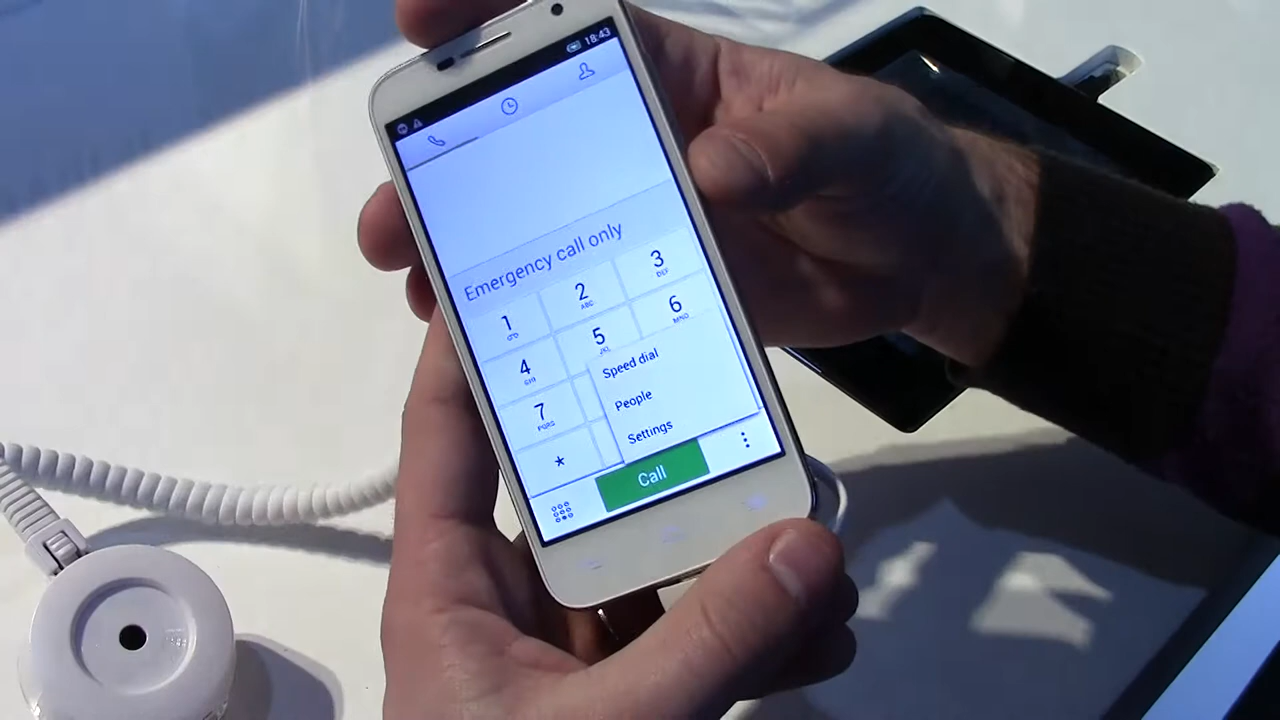 18:43
Emergency call only
1
2
ABC
3
DEF
4
GHI
5
JKL
6
MNO
7
PQRS
*
Speed dial
People
Settings
Call